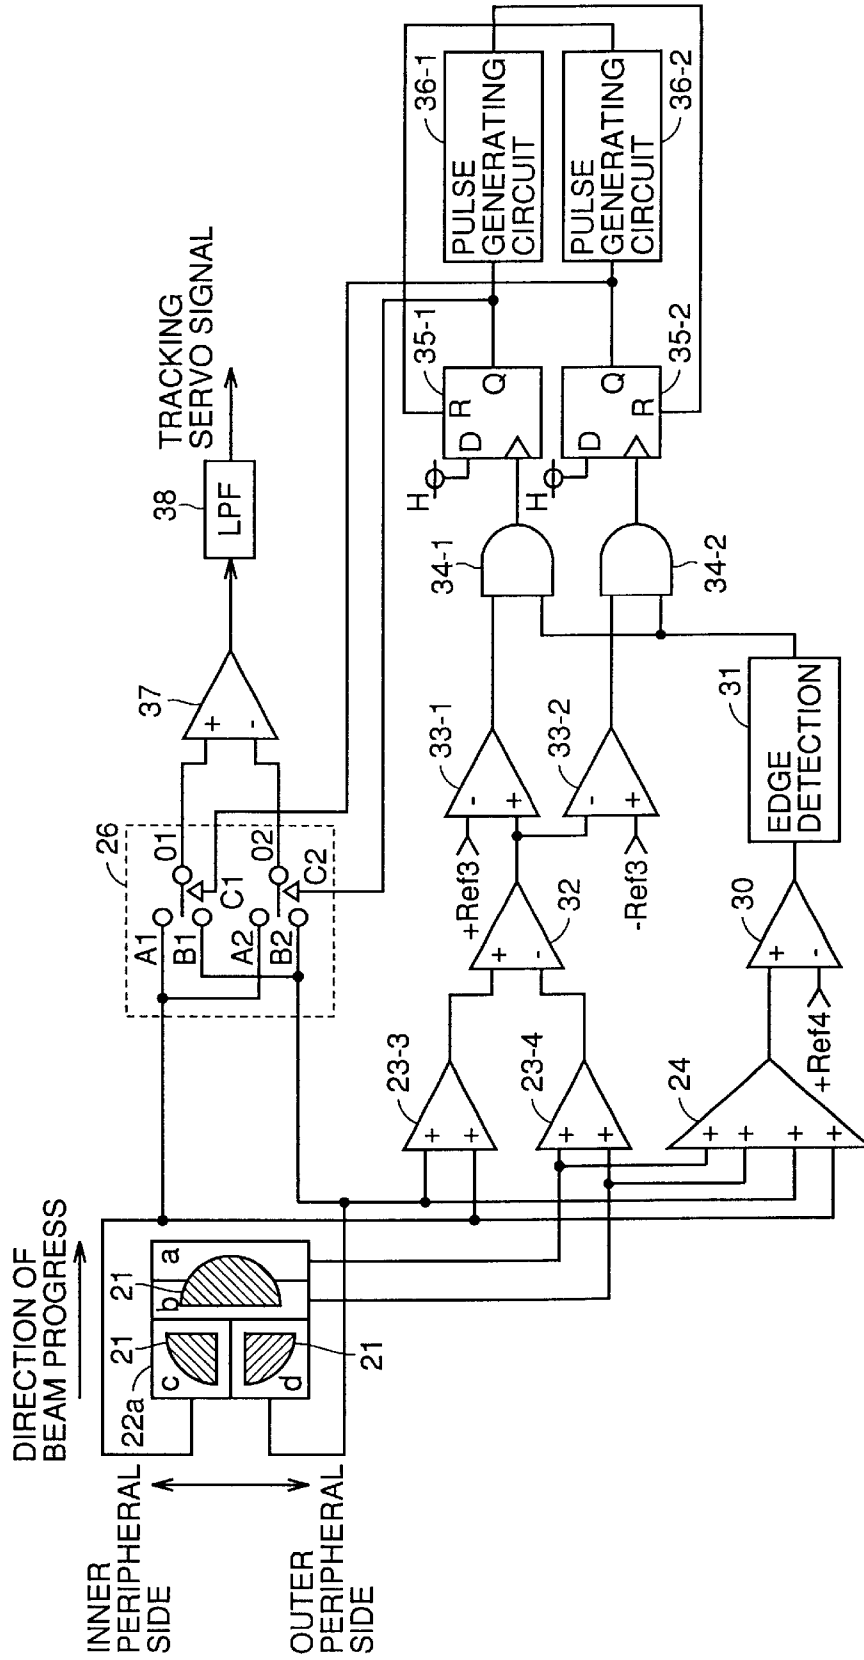 DIRECTION OF
BEAM PROGRESS
INNER
PERIPHERAL
SIDE
OUTER
PERIPHERAL
SIDE
22a
21
21
21
a
b
c
d
26
A1
B1
A2
B2
C1
C2
01
02
37
+
-
38
LPF
TRACKING
SERVO SIGNAL
23-3
+
+
23-4
+
+
24
+
+
+
+
32
+
-
+Ref3
33-1
-
+
-Ref3
33-2
-
+
+Ref4
30
+
-
31
EDGE
DETECTION
34-1
34-2
H
D
R
Q
35-1
H
D
R
Q
35-2
36-1
PULSE
GENERATING
CIRCUIT
36-2
PULSE
GENERATING
CIRCUIT